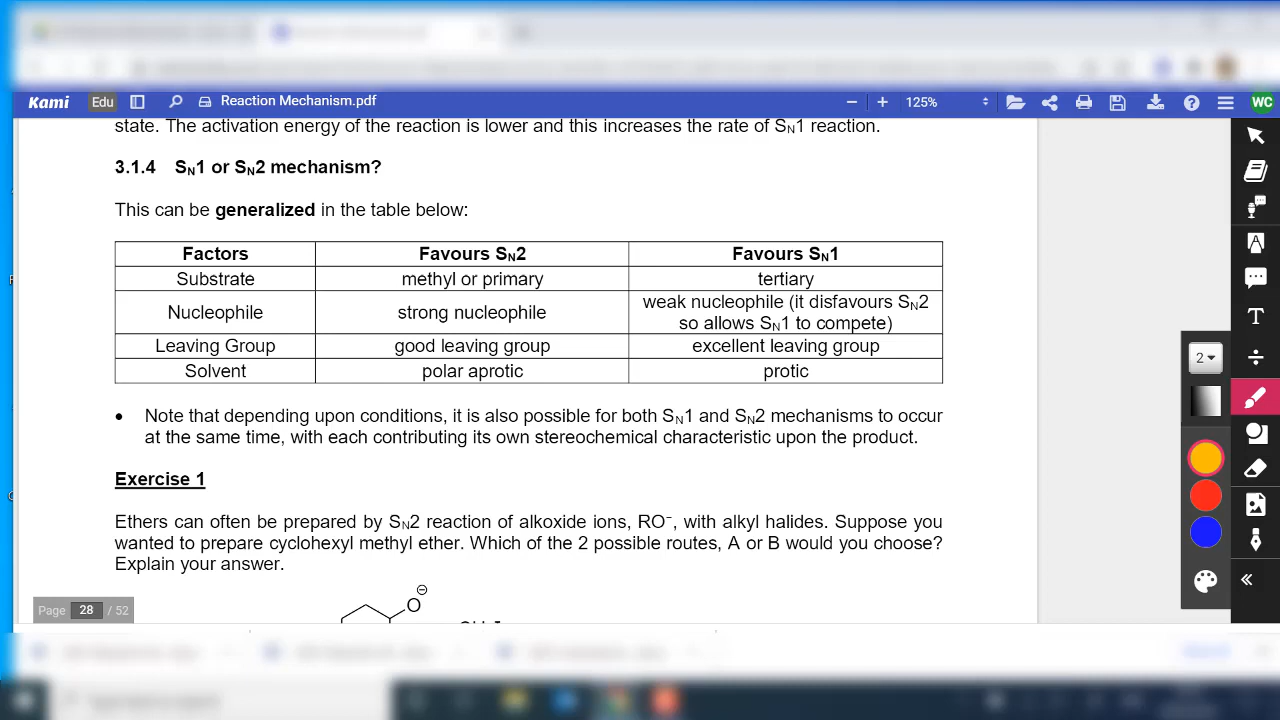 Kami Edu Reaction Mechanism.pdf 125% WC
state. The activation energy of the reaction is lower and this increases the rate of SN1 reaction.
3.1.4 SN1 or SN2 mechanism?
This can be generalized in the table below:
Factors Favours SN2 Favours SN1
Substrate methyl or primary tertiary
Nucleophile strong nucleophile weak nucleophile (it disfavours SN2
so allows SN1 to compete)
Leaving Group good leaving group excellent leaving group
Solvent polar aprotic protic
2
• Note that depending upon conditions, it is also possible for both SN1 and SN2 mechanisms to occur
at the same time, with each contributing its own stereochemical characteristic upon the product.
Exercise 1
Ethers can often be prepared by SN2 reaction of alkoxide ions, RO⁻, with alkyl halides. Suppose you
wanted to prepare cyclohexyl methyl ether. Which of the 2 possible routes, A or B would you choose?
Explain your answer.
O⊖
Page 28 / 52